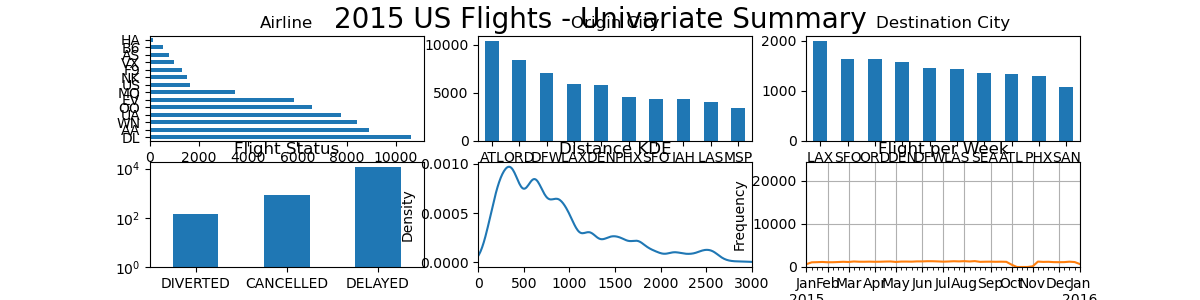 2015 US Flights - Univariate Summary
Airline
HA
B6
AS
VX
F9
NK
US
MQ
EV
OO
UA
WN
AA
DL
0 2000 4000 6000 8000 10000
Origin City
10000
5000
0
ATL ORD DFW LAX DEN PHX SFO IAH LAS MSP
Destination City
2000
1000
0
LAX SFO ORD DEN DFW LAS SEA ATL PHX SAN
Flight Status
10^4
10^2
10^0
DIVERTED CANCELLED DELAYED
Distance KDE
Density
0.0010
0.0005
0.0000
0 500 1000 1500 2000 2500 3000
Flight per Week
Frequency
20000
10000
0
Jan Feb Mar Apr May Jun Jul Aug Sep Oct Nov Dec Jan
2015 2016